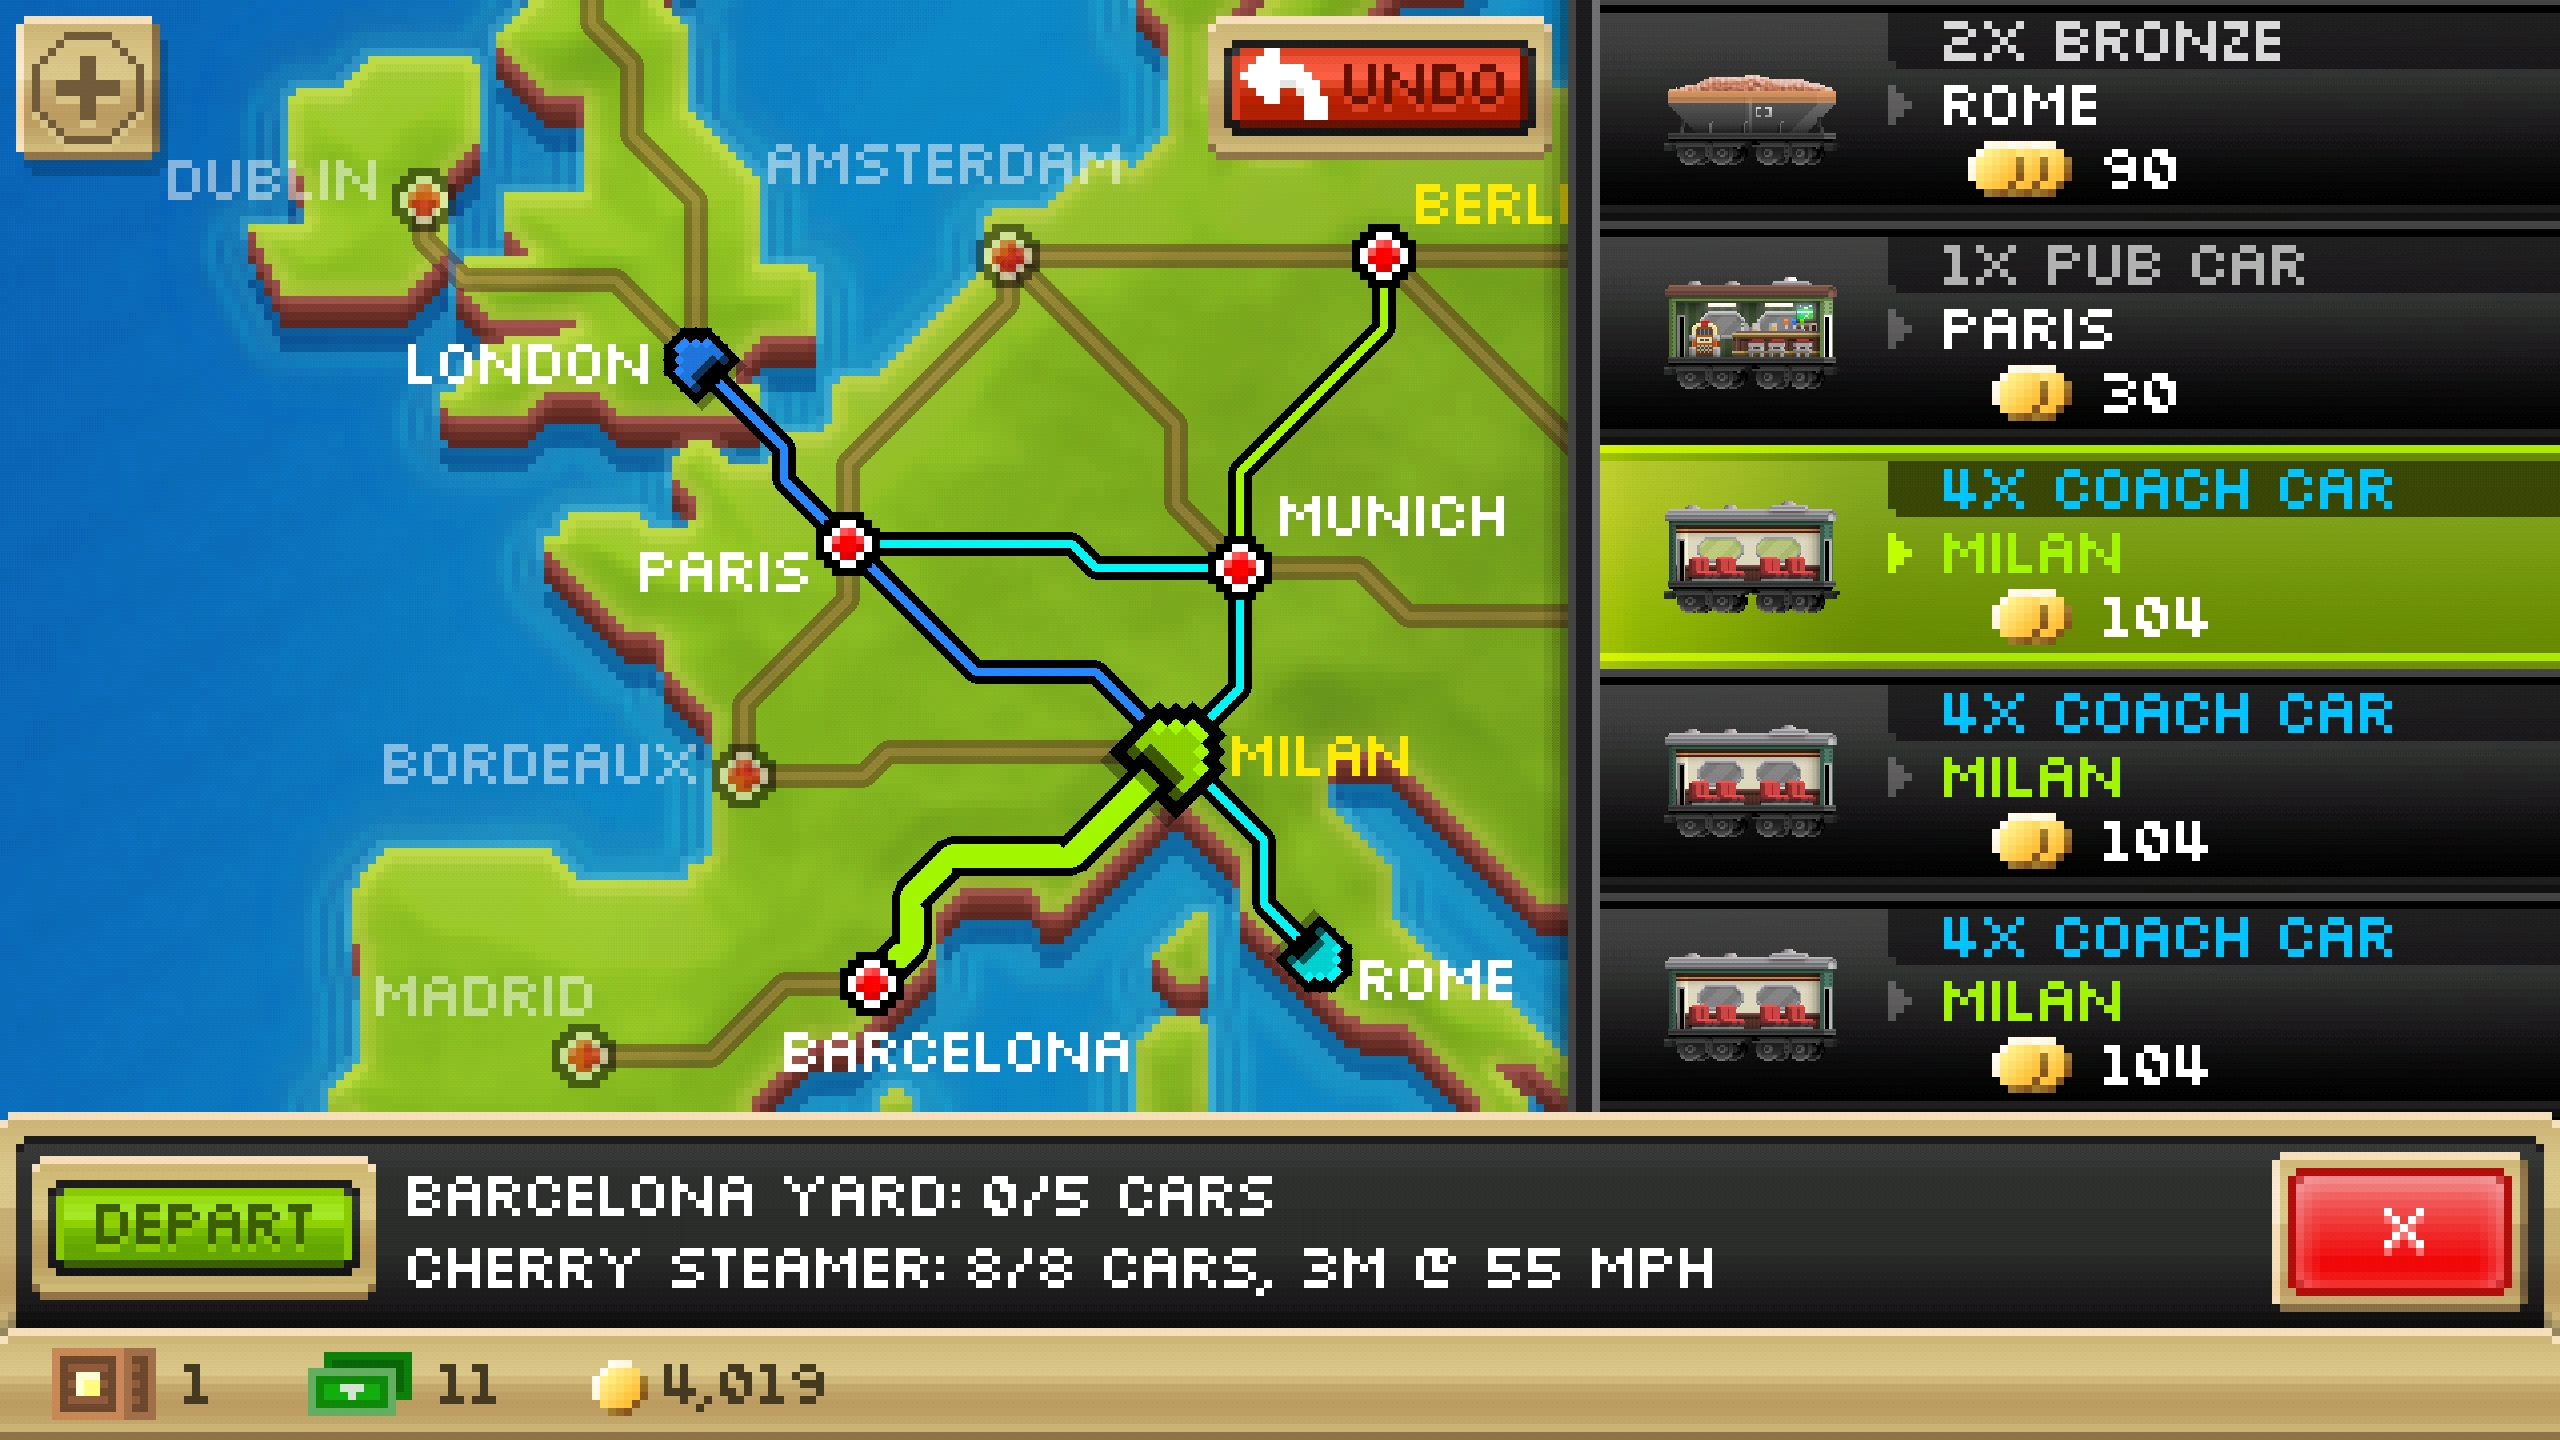 UNDO
DUBLIN
AMSTERDAM
BERLI
LONDON
MUNICH
PARIS
BORDEAUX
MILAN
MADRID
ROME
BARCELONA
2X BRONZE
ROME
90
1X PUB CAR
PARIS
30
4X COACH CAR
MILAN
104
4X COACH CAR
MILAN
104
4X COACH CAR
MILAN
104
DEPART
BARCELONA YARD: 0/5 CARS
CHERRY STEAMER: 8/8 CARS, 3M @ 55 MPH
X
1
11
4,019